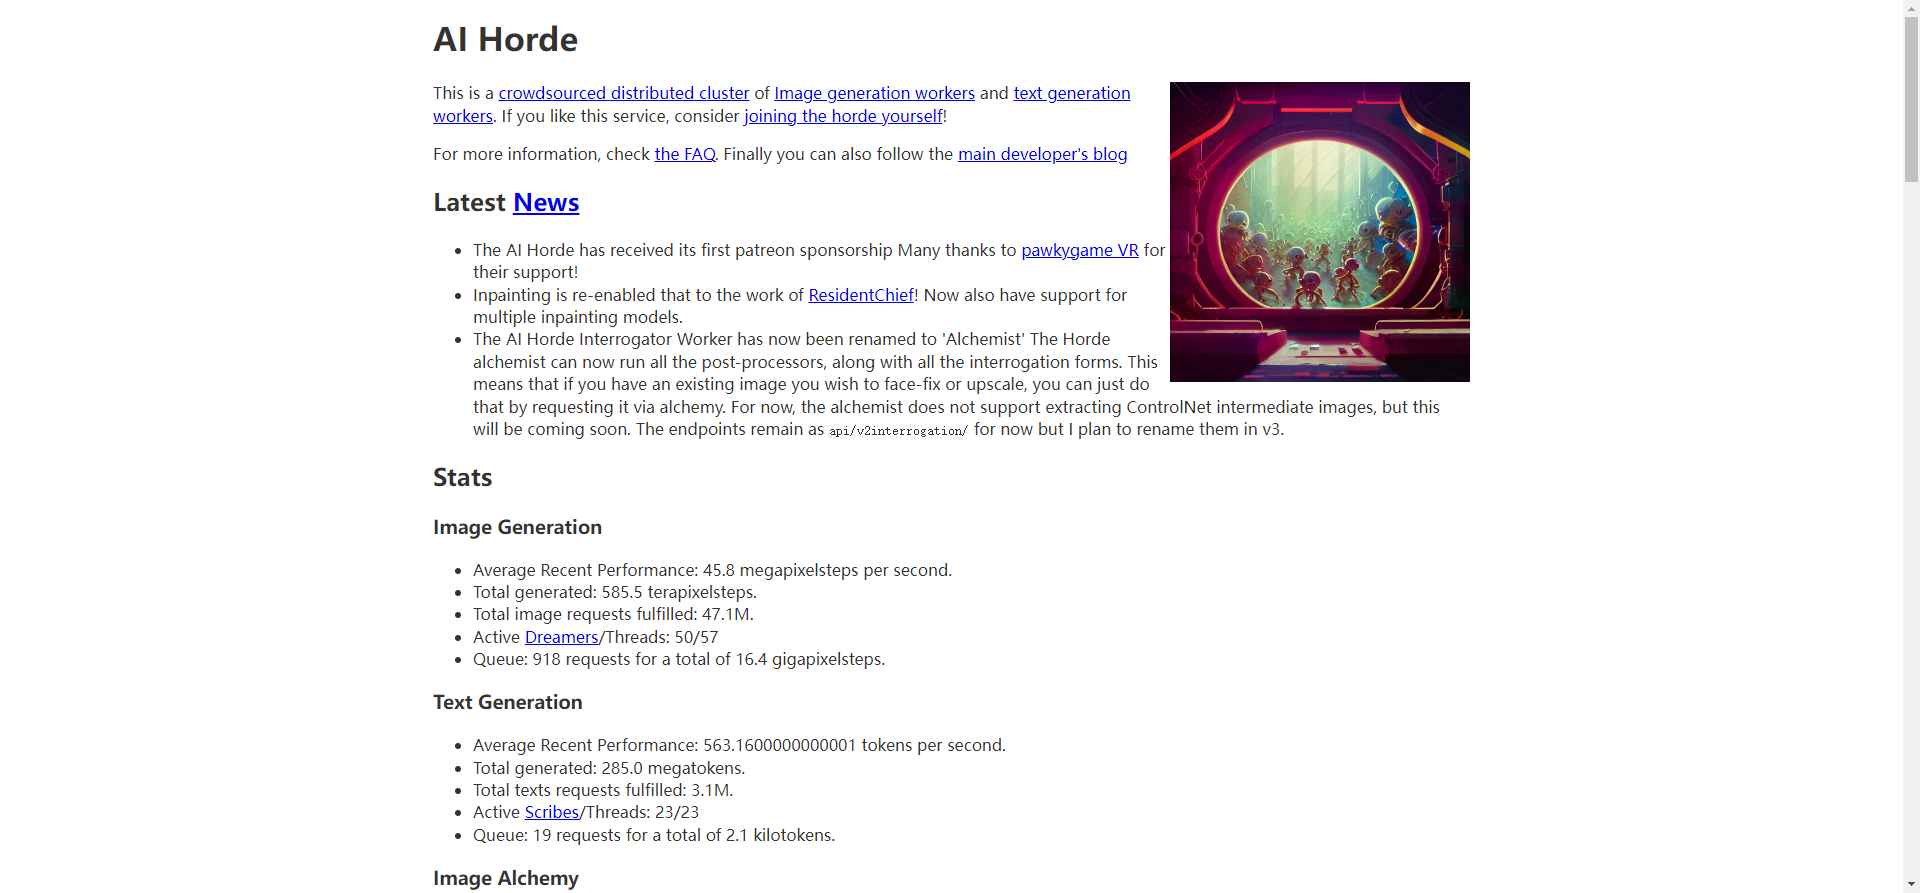 AI Horde
This is a crowdsourced distributed cluster of Image generation workers and text generation
workers. If you like this service, consider joining the horde yourself!
For more information, check the FAQ. Finally you can also follow the main developer's blog
Latest News
The AI Horde has received its first patreon sponsorship Many thanks to pawkygame VR for
their support!
Inpainting is re-enabled that to the work of ResidentChief! Now also have support for
multiple inpainting models.
The AI Horde Interrogator Worker has now been renamed to 'Alchemist' The Horde
alchemist can now run all the post-processors, along with all the interrogation forms. This
means that if you have an existing image you wish to face-fix or upscale, you can just do
that by requesting it via alchemy. For now, the alchemist does not support extracting ControlNet intermediate images, but this
will be coming soon. The endpoints remain as api/v2interrogation/ for now but I plan to rename them in v3.
Stats
Image Generation
Average Recent Performance: 45.8 megapixelsteps per second.
Total generated: 585.5 terapixelsteps.
Total image requests fulfilled: 47.1M.
Active Dreamers/Threads: 50/57
Queue: 918 requests for a total of 16.4 gigapixelsteps.
Text Generation
Average Recent Performance: 563.1600000000001 tokens per second.
Total generated: 285.0 megatokens.
Total texts requests fulfilled: 3.1M.
Active Scribes/Threads: 23/23
Queue: 19 requests for a total of 2.1 kilotokens.
Image Alchemy